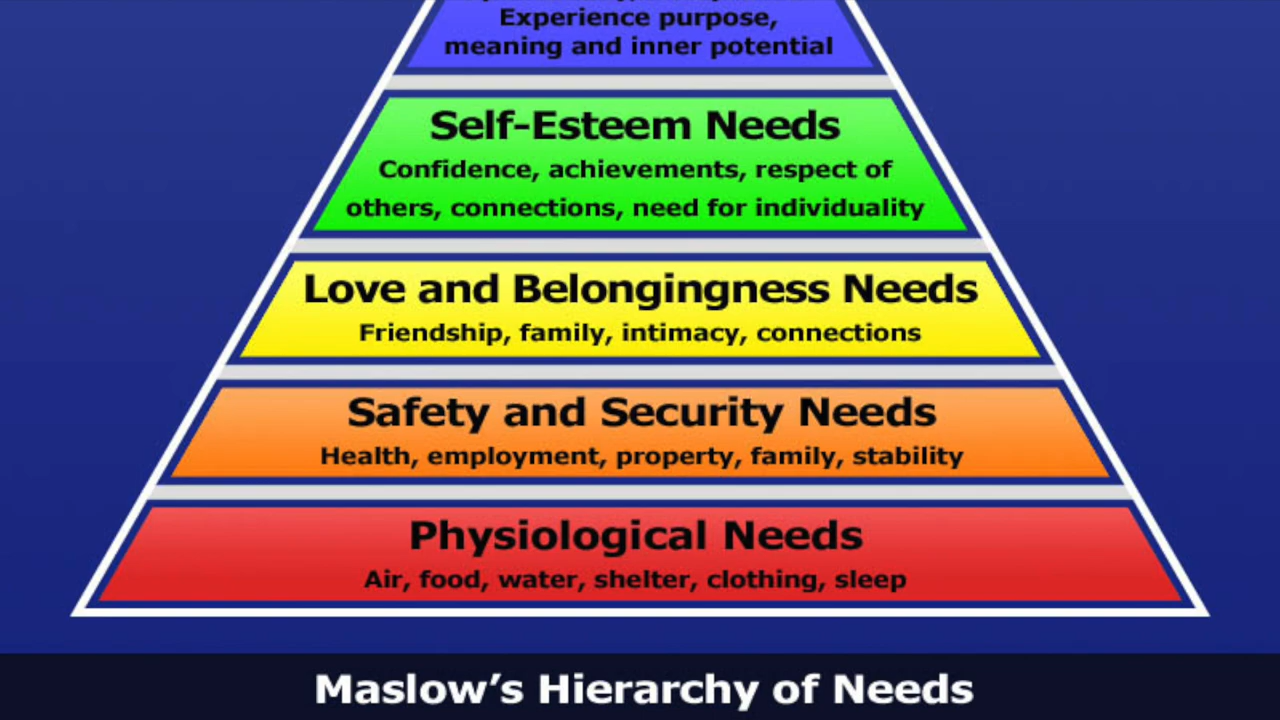 Experience purpose,
meaning and inner potential
Self-Esteem Needs
Confidence, achievements, respect of
others, connections, need for individuality
Love and Belongingness Needs
Friendship, family, intimacy, connections
Safety and Security Needs
Health, employment, property, family, stability
Physiological Needs
Air, food, water, shelter, clothing, sleep
Maslow’s Hierarchy of Needs